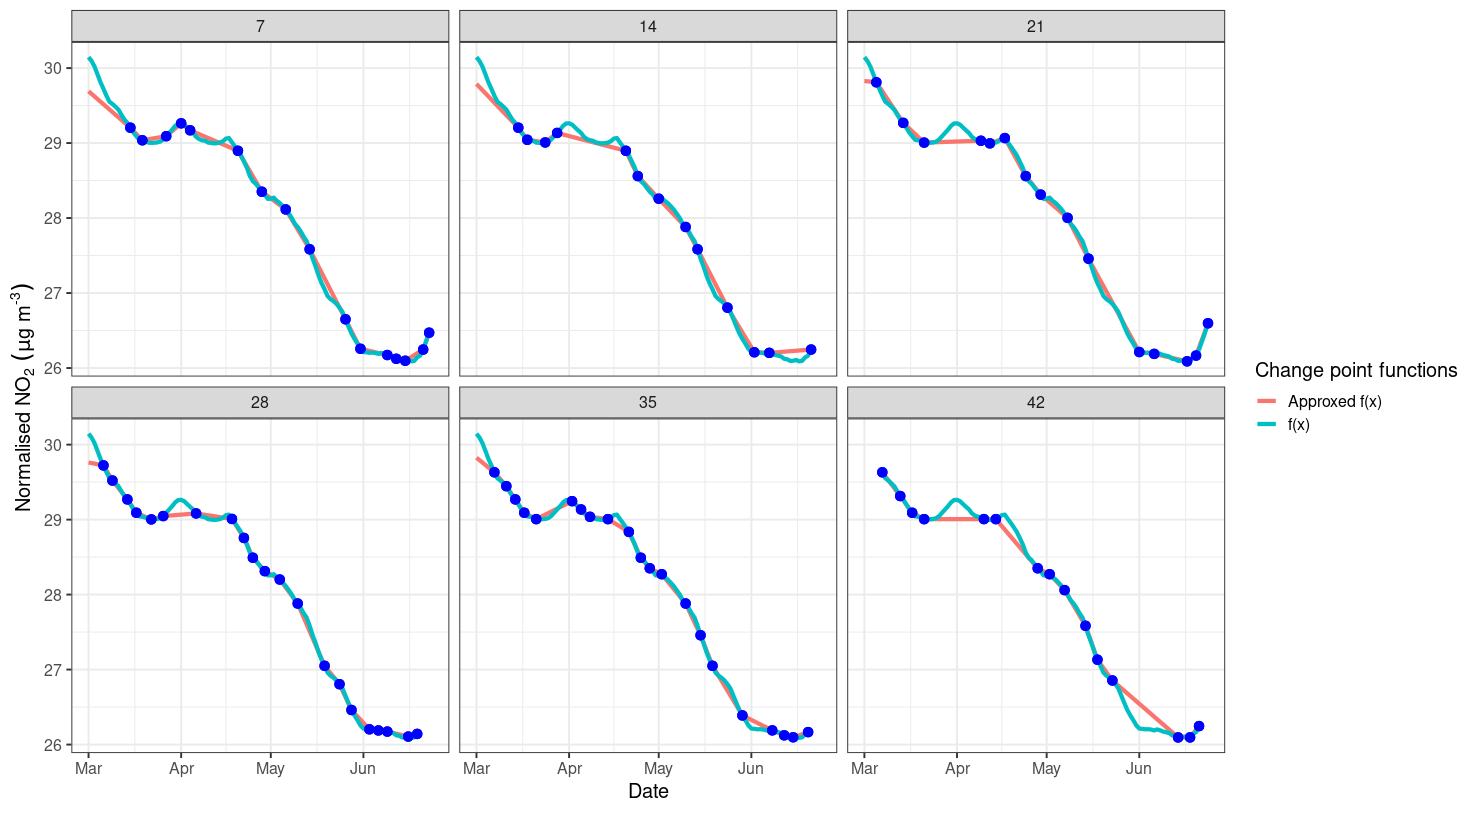 7 14 21
30
29
28
27
26
28 35 42
30
29
28
27
26
Mar Apr May Jun Mar Apr May Jun Mar Apr May Jun
Date
Normalised NO₂ (µg m⁻³)
Change point functions
Approxed f(x)
f(x)